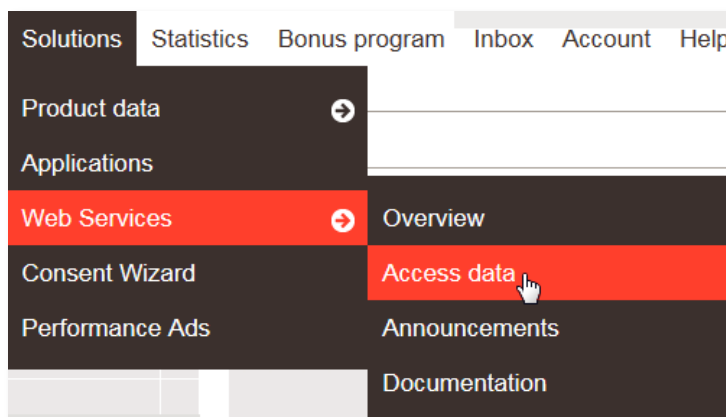 Solutions Statistics Bonus program Inbox Account Help
Product data
Applications
Web Services
Consent Wizard
Performance Ads
Overview
Access data
Announcements
Documentation